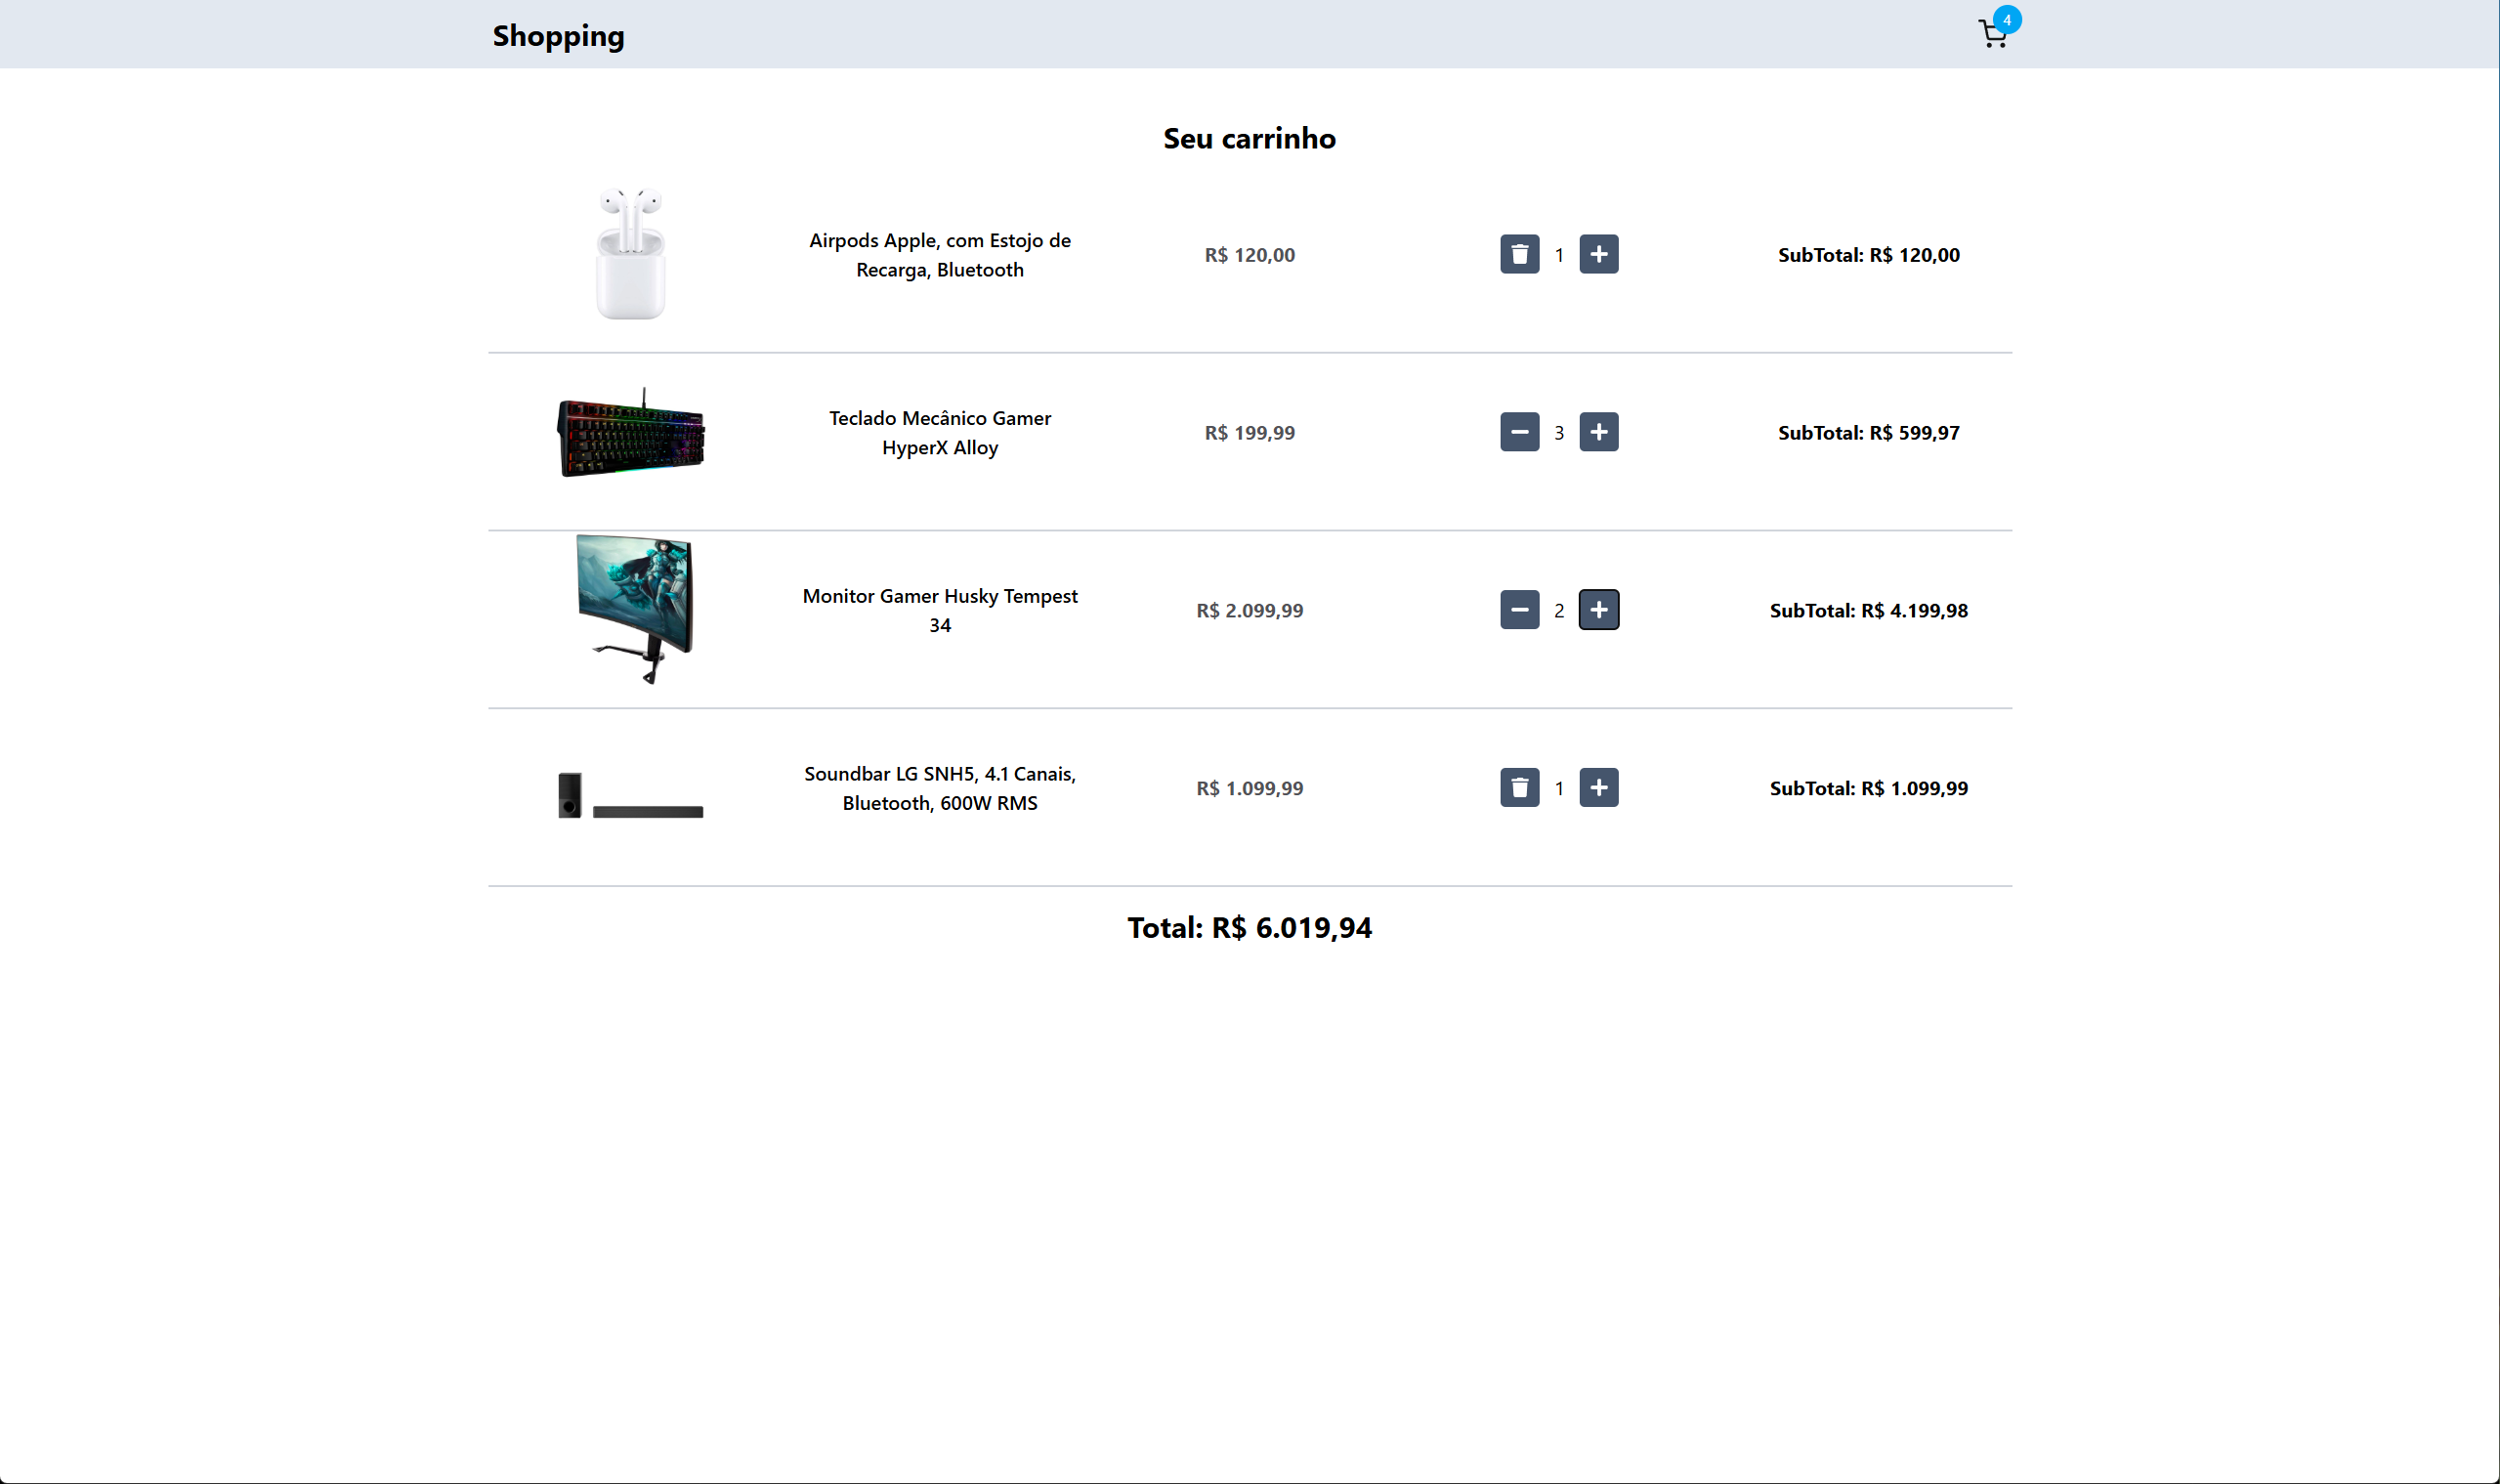 Shopping
4
Seu carrinho
Airpods Apple, com Estojo de
Recarga, Bluetooth
R$ 120,00
1
SubTotal: R$ 120,00
Teclado Mecânico Gamer
HyperX Alloy
R$ 199,99
3
SubTotal: R$ 599,97
Monitor Gamer Husky Tempest
34
R$ 2.099,99
2
SubTotal: R$ 4.199,98
Soundbar LG SNH5, 4.1 Canais,
Bluetooth, 600W RMS
R$ 1.099,99
1
SubTotal: R$ 1.099,99
Total: R$ 6.019,94